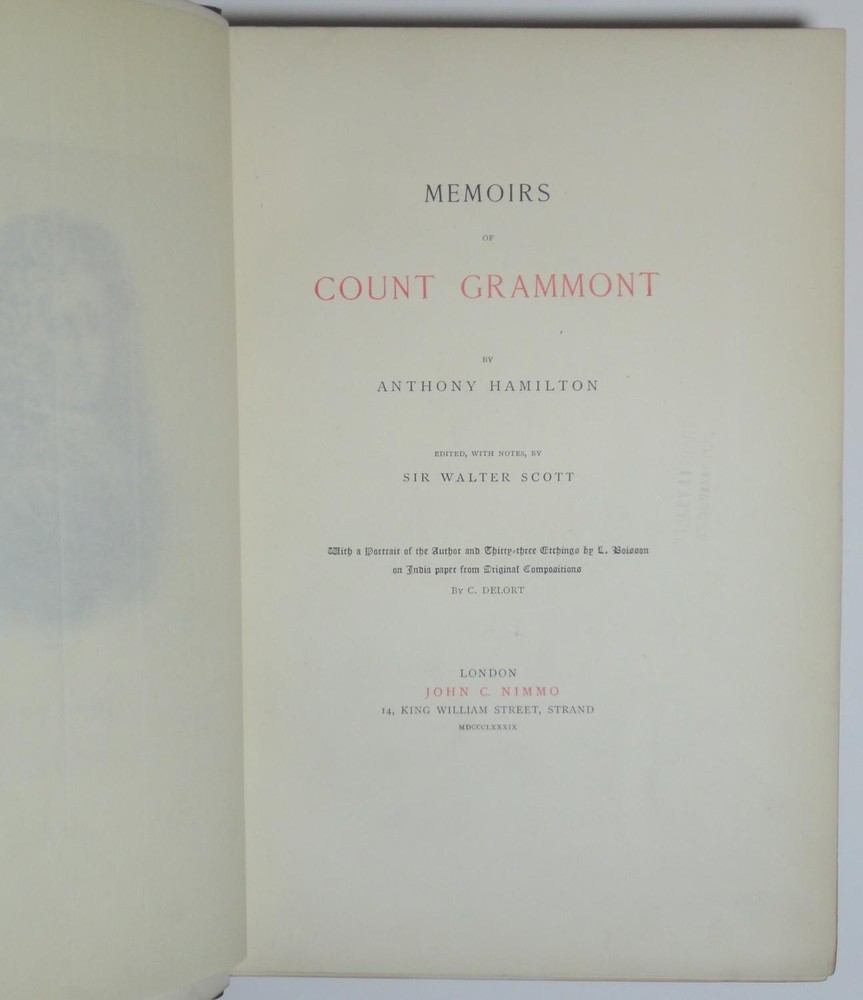 MEMOIRS
OF
COUNT GRAMMONT
BY
ANTHONY HAMILTON
EDITED, WITH NOTES, BY
SIR WALTER SCOTT
With a Portrait of the Author and Thirty-three Etchings by L. Boisson
on India paper from Original Compositions
By C. DELORT
LONDON
JOHN C. NIMMO
14, KING WILLIAM STREET, STRAND
MDCCCLXXXIX